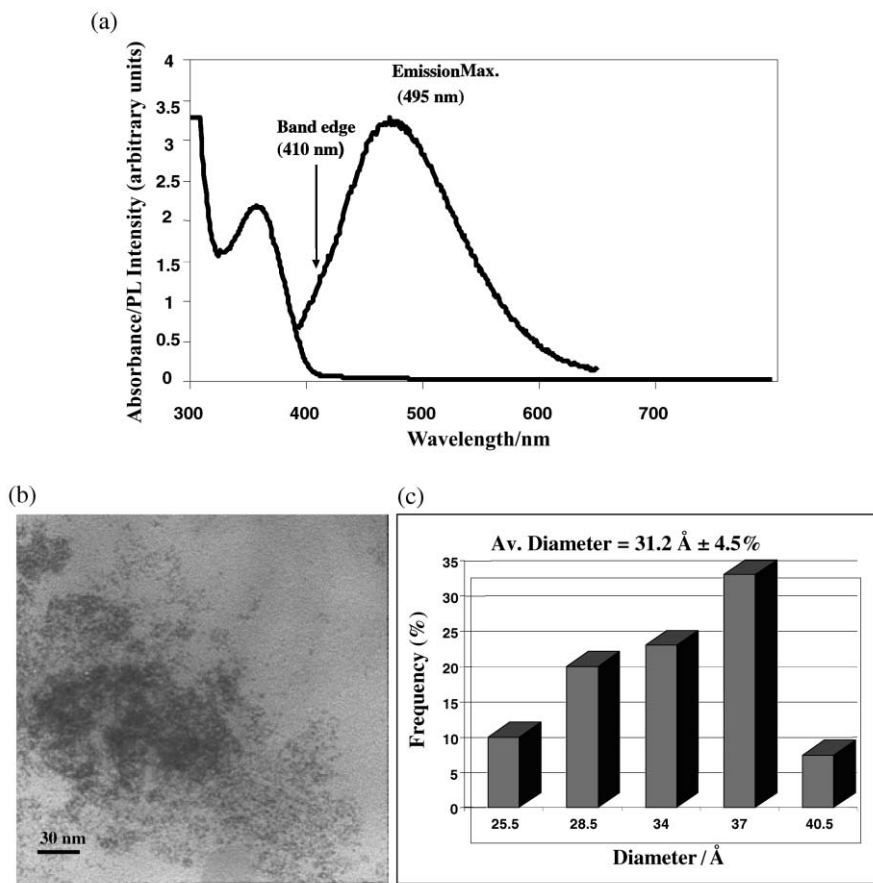 (a)
Absorbance/PL Intensity (arbitrary units)
4
3.5
3
2.5
2
1.5
1
0.5
0
EmissionMax.
(495 nm)
Band edge
(410 nm)
300
400
500
600
700
Wavelength/nm
(b)
30 nm
(c)
Av. Diameter = 31.2 Å ± 4.5%
Frequency (%)
35
30
25
20
15
10
5
0
25.5
28.5
34
37
40.5
Diameter / Å